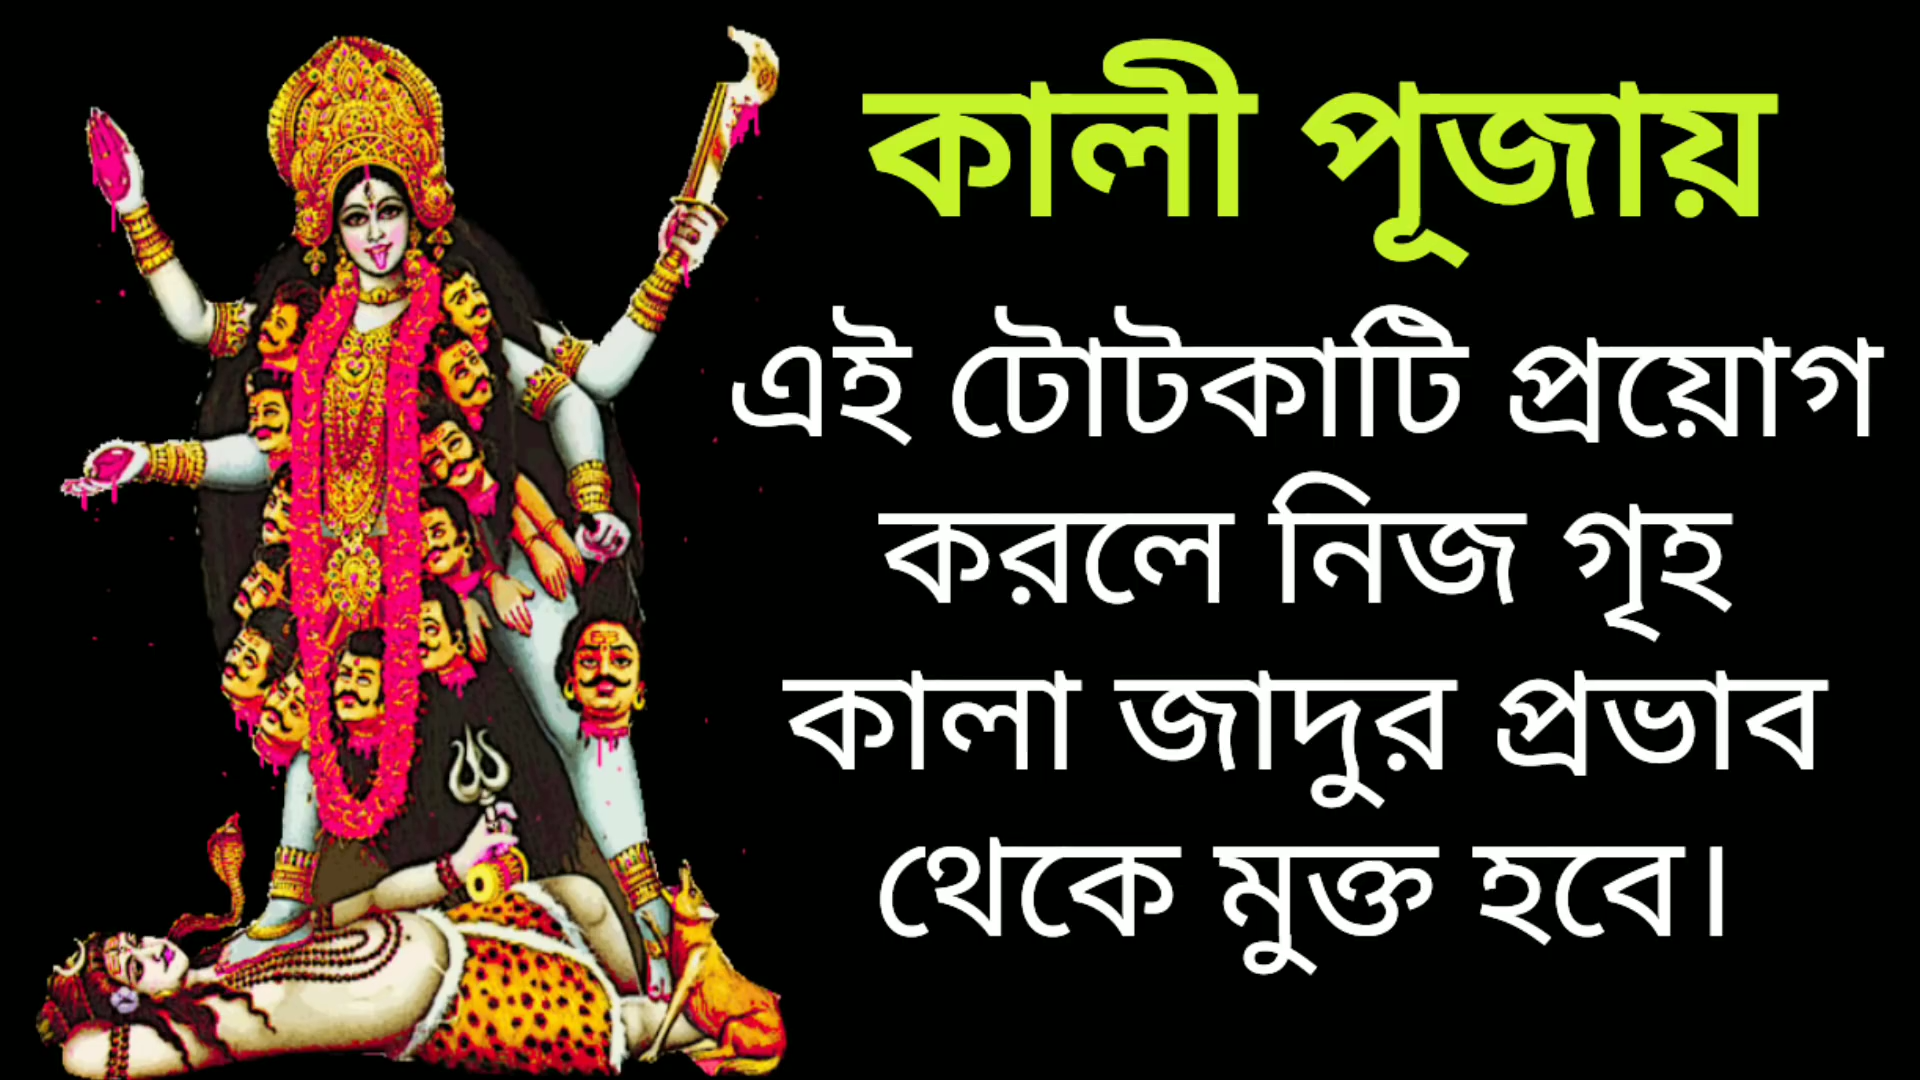 কালী পূজায়
এই টোটকাটি প্রয়োগ
করলে নিজ গৃহ
কালা জাদুর প্রভাব
থেকে মুক্ত হবে।